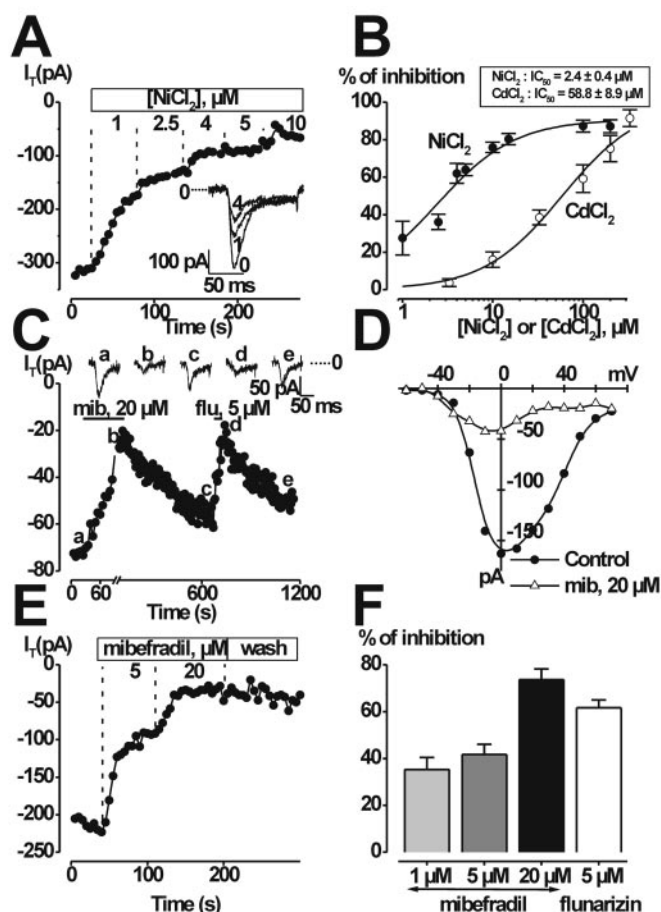 A
I_T(pA)
[NiCl₂], µM
1 2.5 4 5 10
0
-100
-200
-300
0
4
1
0
100 pA
50 ms
0 100 200
Time (s)
B
% of inhibition
NiCl₂ : IC₅₀ = 2.4 ± 0.4 µM
CdCl₂ : IC₅₀ = 58.8 ± 8.9 µM
100
80
60
40
20
0
NiCl₂
CdCl₂
1 10 100
[NiCl₂] or [CdCl₂], µM
C
I_T(pA)
a b c d e
0
50 pA
50 ms
mib, 20 µM
flu, 5 µM
0
-20
-40
-60
-80
a
b
c
d
e
0 60 600 1200
Time (s)
D
-40 0 40 mV
-50
-100
-150
pA
Control
mib, 20 µM
E
I_T(pA)
mibefradil, µM wash
5 20
0
-50
-100
-150
-200
-250
0 100 200
Time (s)
F
% of inhibition
80
60
40
20
0
1 µM 5 µM 20 µM 5 µM
mibefradil flunarizin